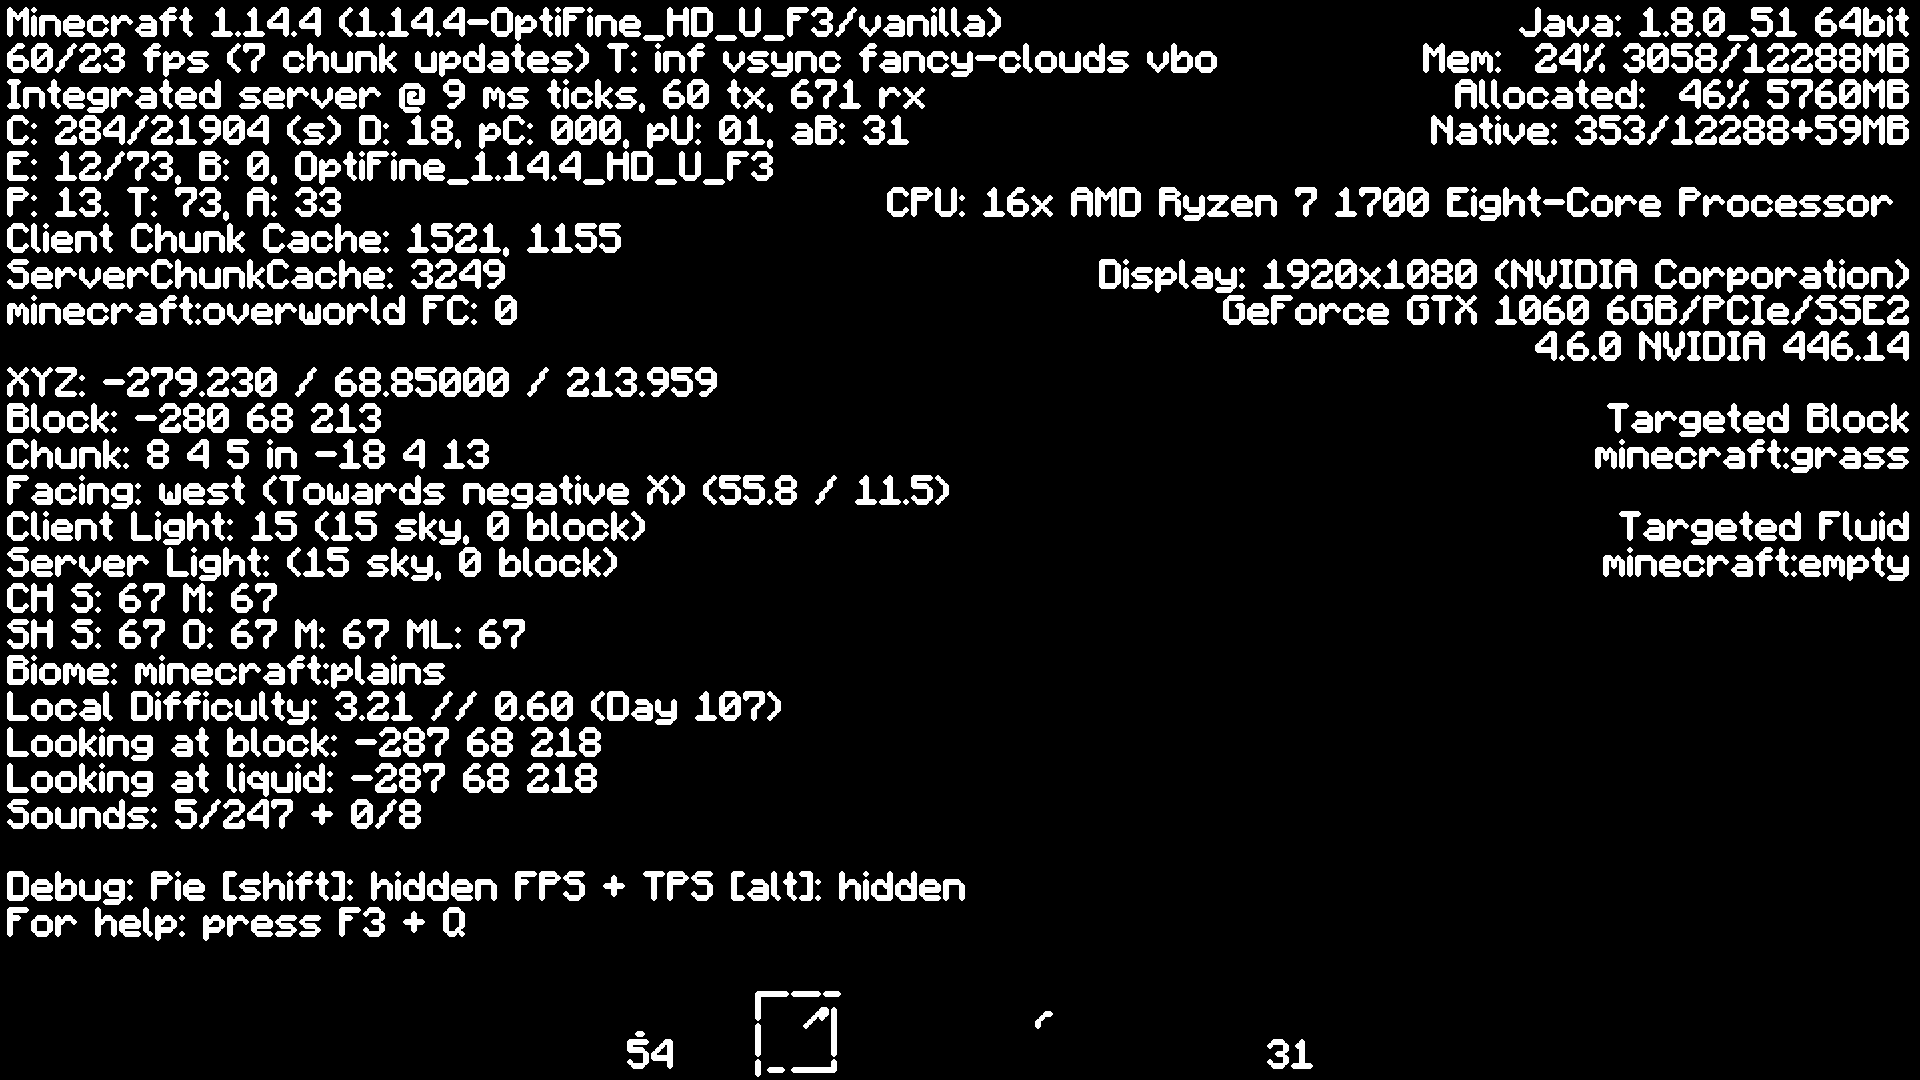 Minecraft 1.14.4 (1.14.4-OptiFine_HD_U_F3/vanilla)
60/23 fps (7 chunk updates) T: inf vsync fancy-clouds vbo
Integrated server @ 9 ms ticks, 60 tx, 671 rx
C: 284/21904 (s) D: 18, pC: 000, pU: 01, aB: 31
E: 12/73, B: 0, OptiFine_1.14.4_HD_U_F3
P: 13. T: 73, A: 33
Client Chunk Cache: 1521, 1155
ServerChunkCache: 3249
minecraft:overworld FC: 0
XYZ: -279.230 / 68.85000 / 213.959
Block: -280 68 213
Chunk: 8 4 5 in -18 4 13
Facing: west (Towards negative X) (55.8 / 11.5)
Client Light: 15 (15 sky, 0 block)
Server Light: (15 sky, 0 block)
CH S: 67 M: 67
SH S: 67 O: 67 M: 67 ML: 67
Biome: minecraft:plains
Local Difficulty: 3.21 // 0.60 (Day 107)
Looking at block: -287 68 218
Looking at liquid: -287 68 218
Sounds: 5/247 + 0/8
Debug: Pie [shift]: hidden FPS + TPS [alt]: hidden
For help: press F3 + Q
Java: 1.8.0_51 64bit
Mem: 24% 3058/12288MB
Allocated: 46% 5760MB
Native: 353/12288+59MB
CPU: 16x AMD Ryzen 7 1700 Eight-Core Processor
Display: 1920x1080 (NVIDIA Corporation)
GeForce GTX 1060 6GB/PCIe/SSE2
4.6.0 NVIDIA 446.14
Targeted Block
minecraft:grass
Targeted Fluid
minecraft:empty
54
31